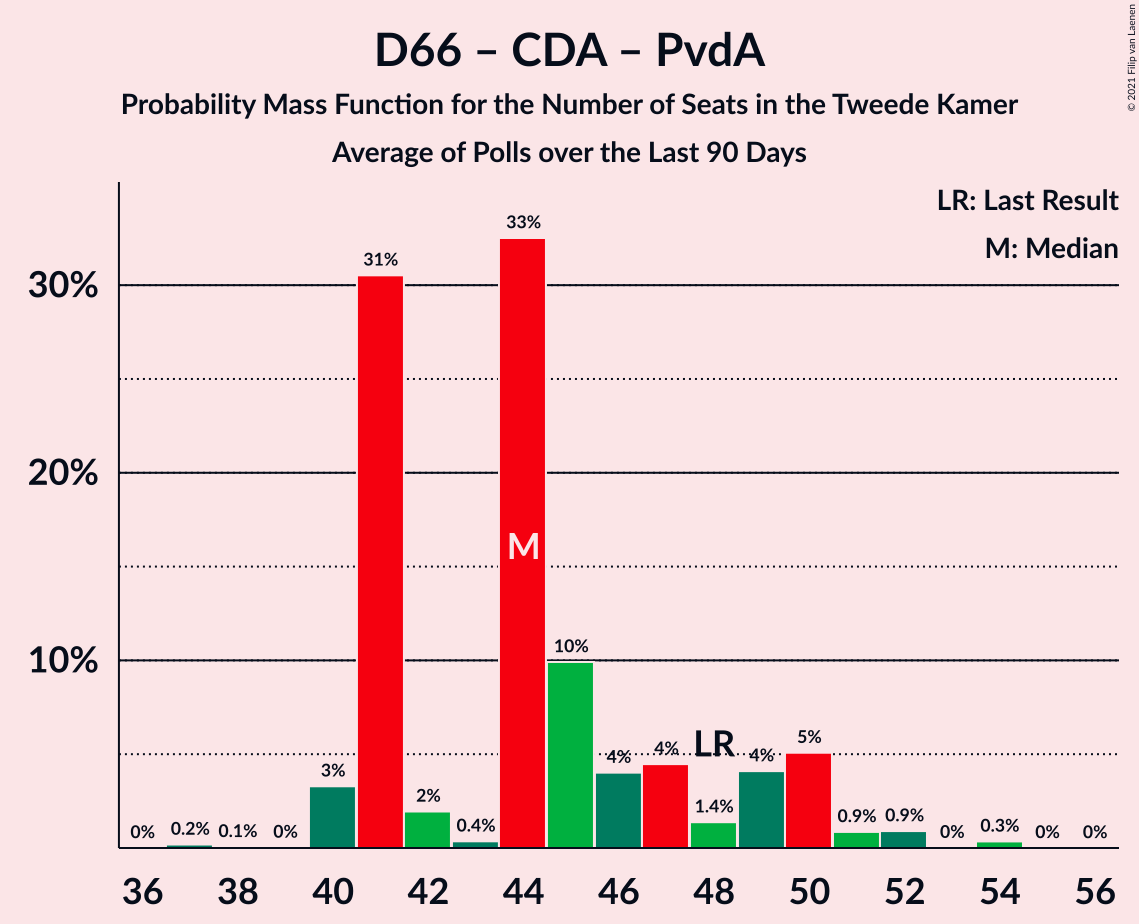 D66 – CDA – PvdA
Probability Mass Function for the Number of Seats in the Tweede Kamer
Average of Polls over the Last 90 Days
© 2021 Filip van Laenen
LR: Last Result
M: Median
30%
20%
10%
0%
0.2%
0.1%
0%
3%
31%
2%
0.4%
33%
10%
4%
4%
1.4%
4%
5%
0.9%
0.9%
0%
0.3%
0%
0%
M
LR
36 38 40 42 44 46 48 50 52 54 56